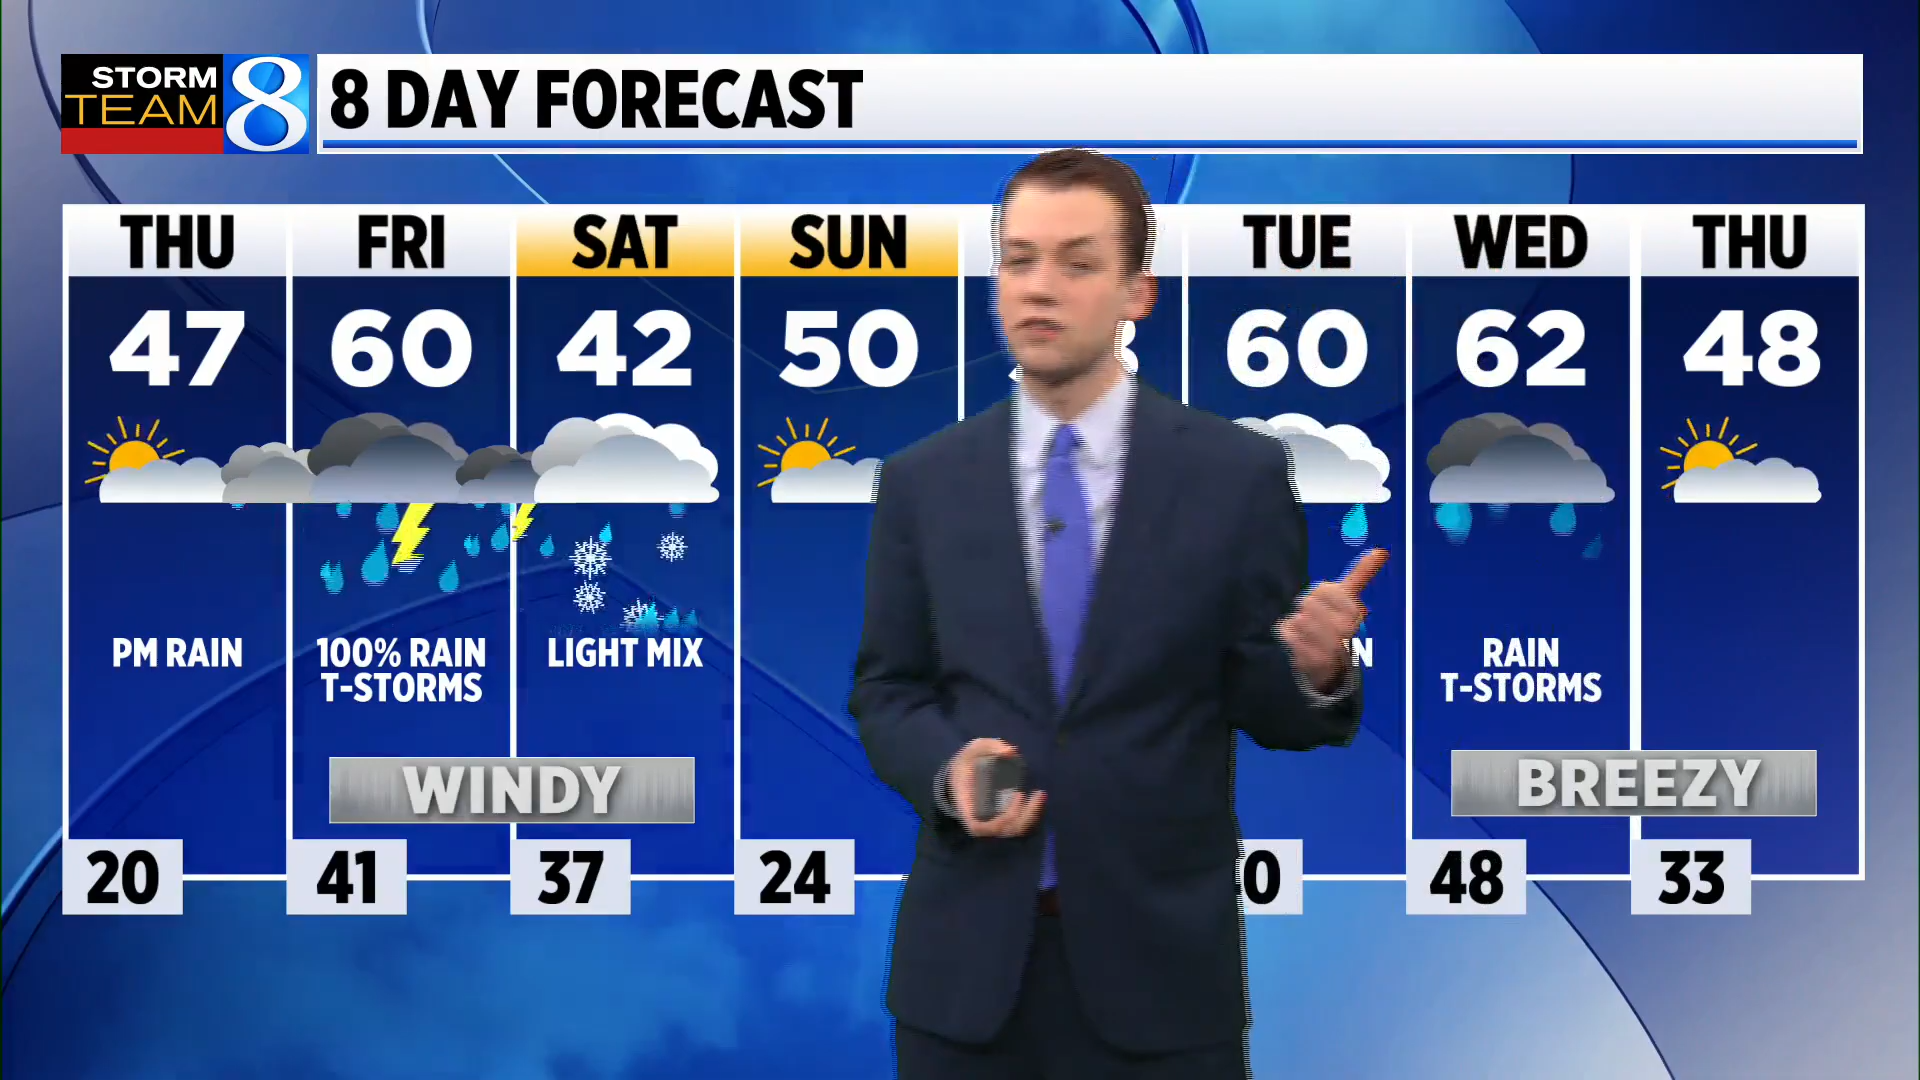 STORM
TEAM
8
8 DAY FORECAST
THU
FRI
SAT
SUN
TUE
WED
THU
47
60
42
50
60
62
48
PM RAIN
100% RAIN
T-STORMS
LIGHT MIX
RAIN
T-STORMS
WINDY
BREEZY
20
41
37
24
48
33